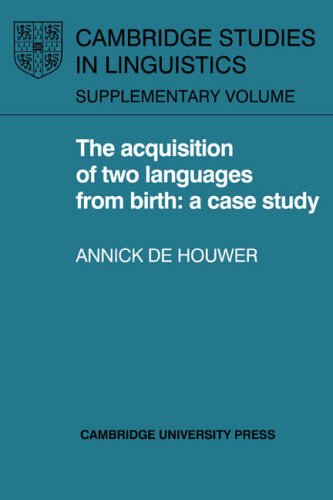 CAMBRIDGE STUDIES
IN LINGUISTICS
SUPPLEMENTARY VOLUME
The acquisition
of two languages
from birth: a case study
ANNICK DE HOUWER
CAMBRIDGE UNIVERSITY PRESS